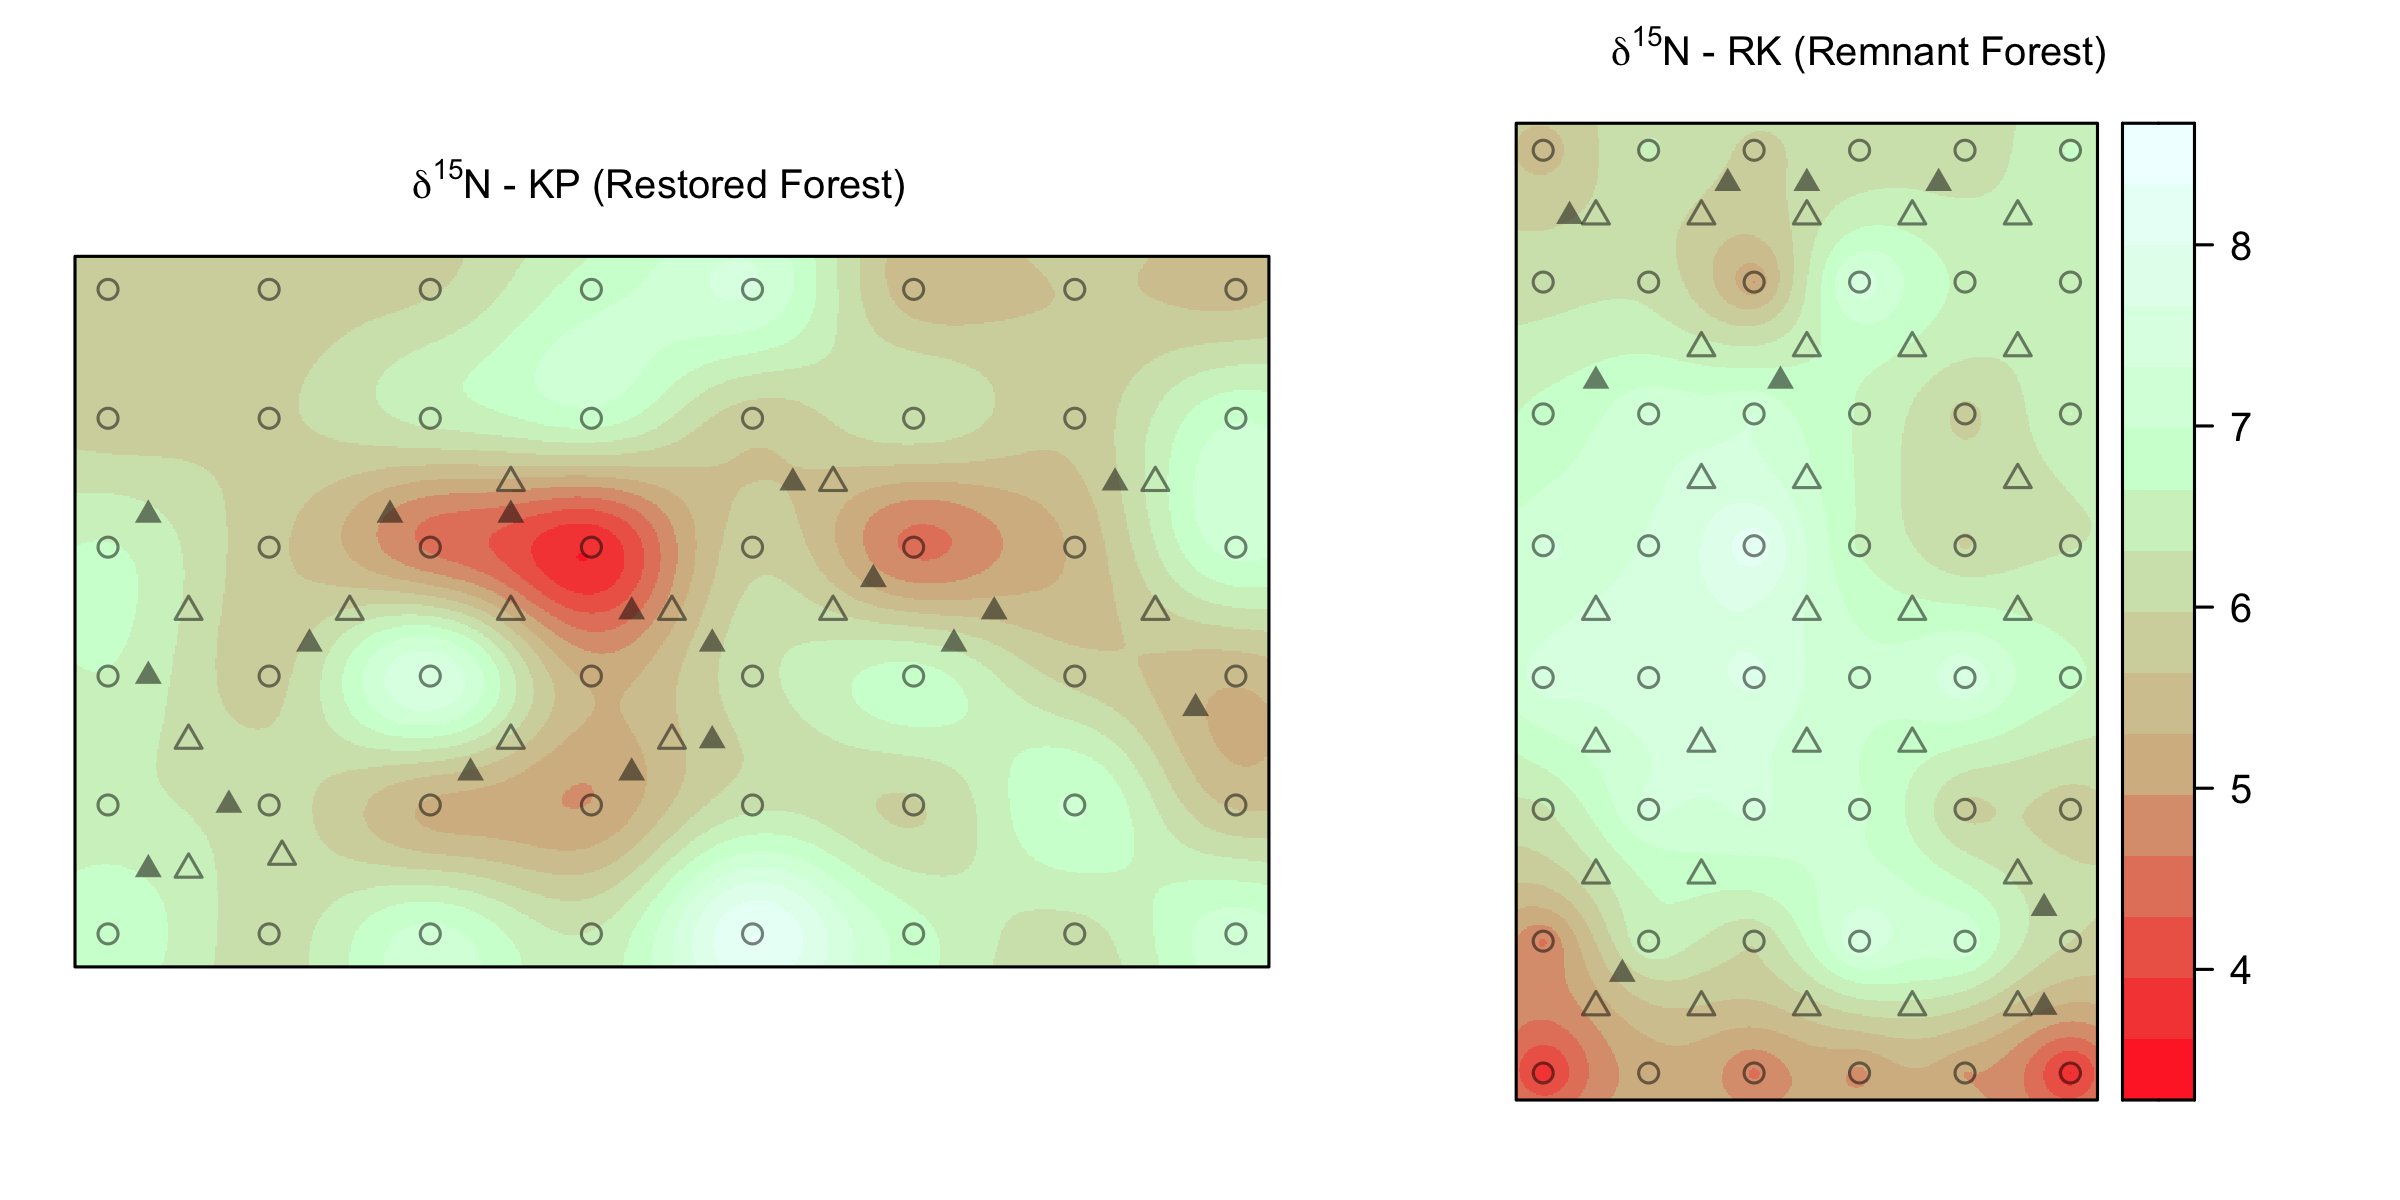 δ¹⁵N - RK (Remnant Forest)
δ¹⁵N - KP (Restored Forest)
8
7
6
5
4